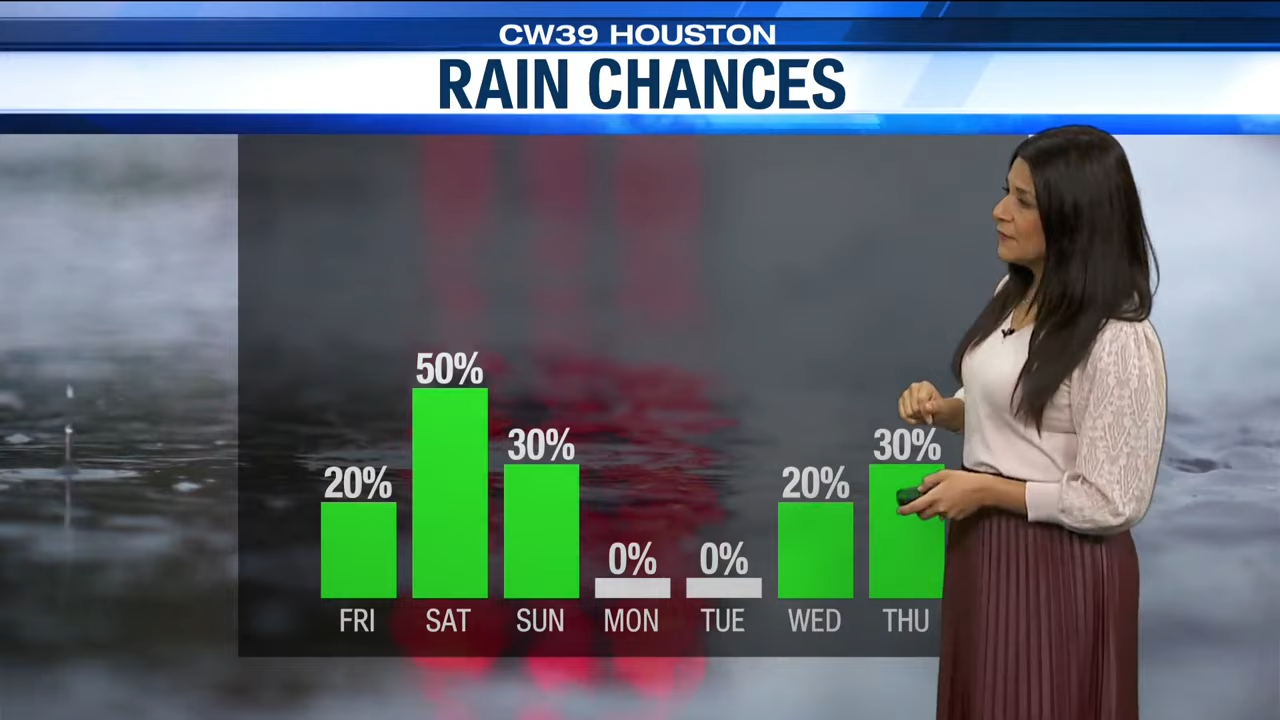 CW39 HOUSTON
RAIN CHANCES
50%
30%
30%
20%
20%
0%
0%
FRI SAT SUN MON TUE WED THU